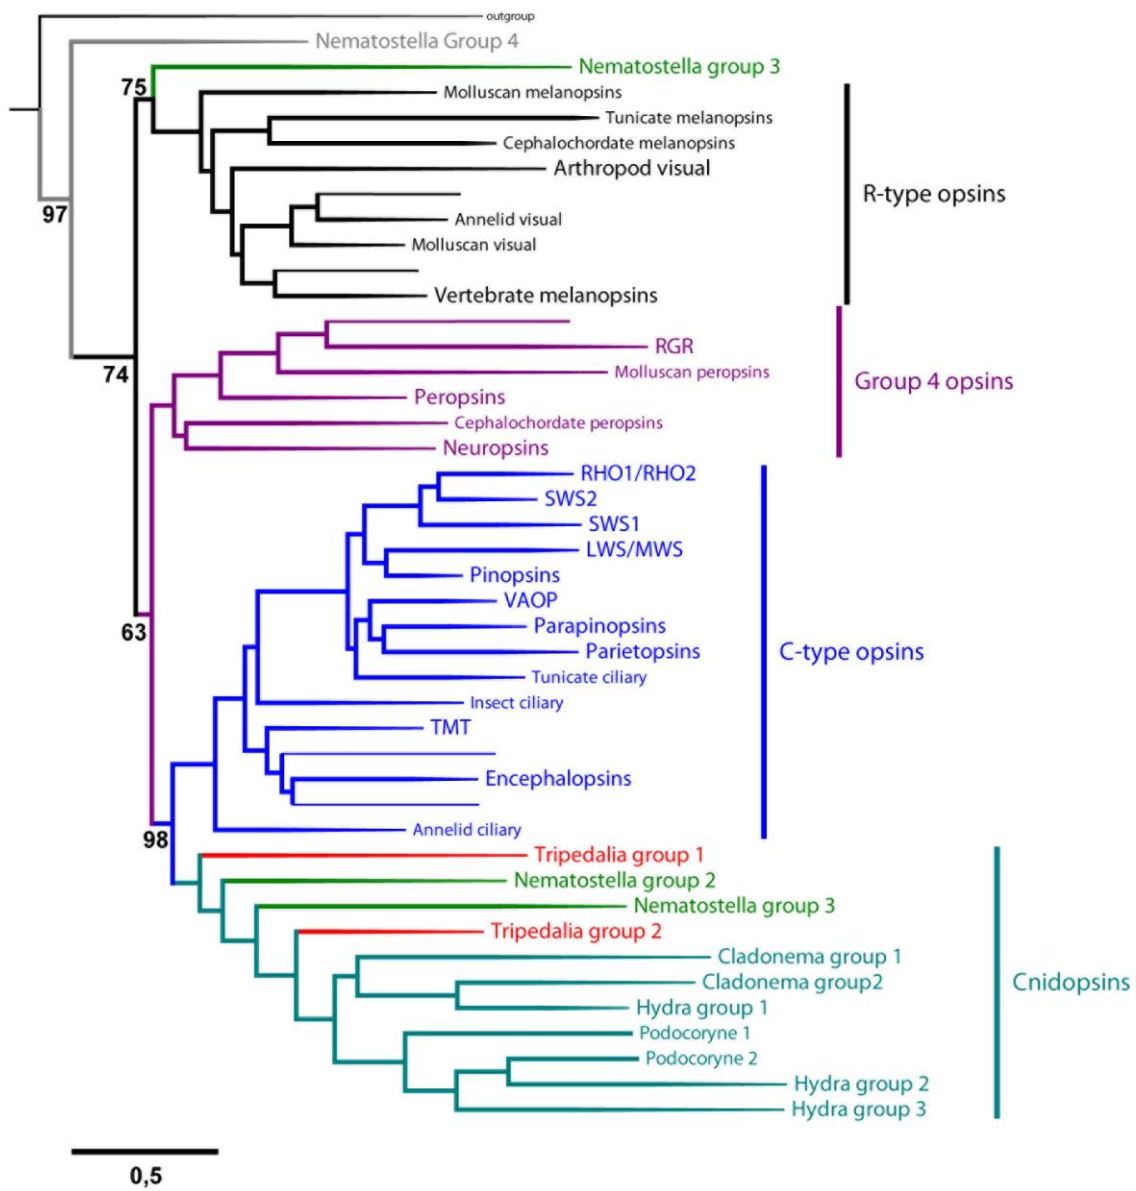 outgroup
Nematostella Group 4
Nematostella group 3
75
Molluscan melanopsins
Tunicate melanopsins
Cephalochordate melanopsins
Arthropod visual
R-type opsins
97
Annelid visual
Molluscan visual
Vertebrate melanopsins
RGR
74
Molluscan peropsins
Group 4 opsins
Peropsins
Cephalochordate peropsins
Neuropsins
RHO1/RHO2
SWS2
SWS1
LWS/MWS
Pinopsins
VAOP
Parapinopsins
63
Parietopsins
C-type opsins
Tunicate ciliary
Insect ciliary
TMT
Encephalopsins
Annelid ciliary
98
Tripedalia group 1
Nematostella group 2
Nematostella group 3
Tripedalia group 2
Cladonema group 1
Cladonema group2
Cnidopsins
Hydra group 1
Podocoryne 1
Podocoryne 2
Hydra group 2
Hydra group 3
0,5